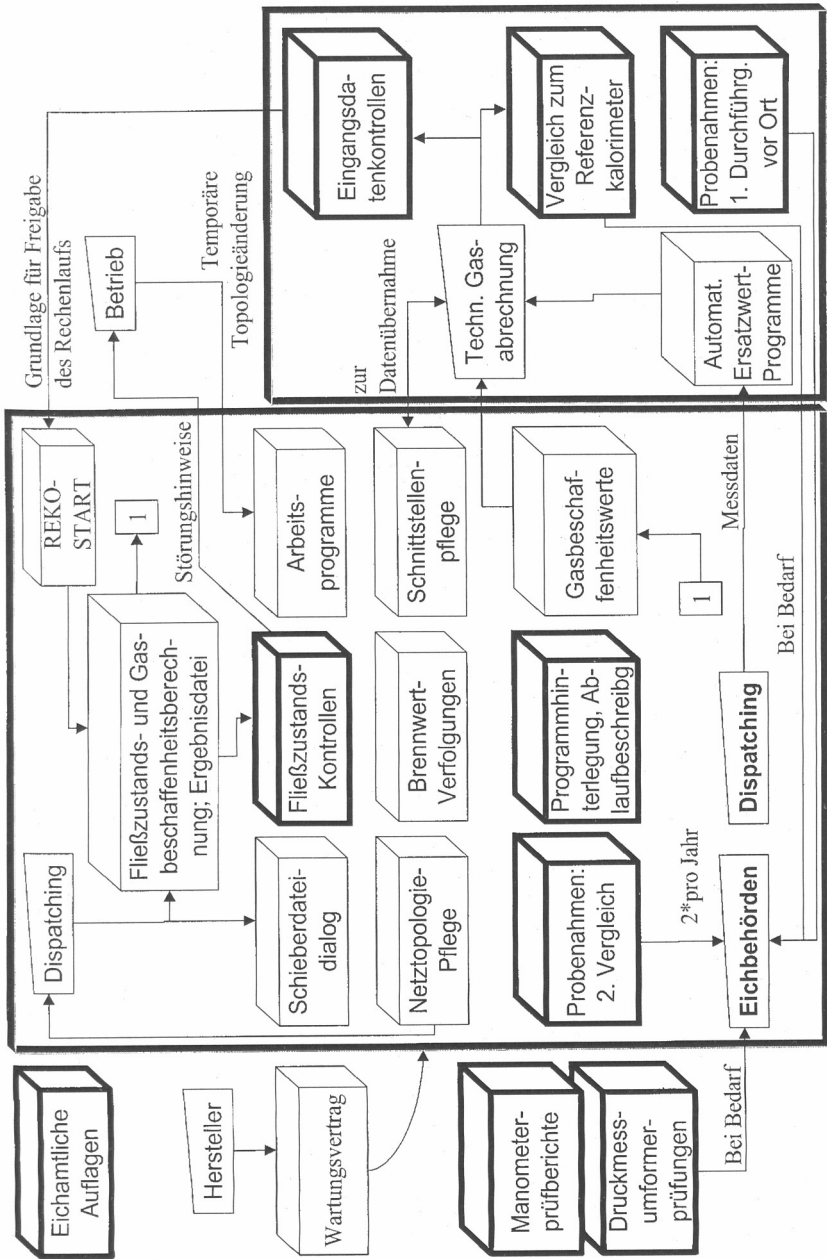 Eichamtliche
Auflagen
Hersteller
Wartungsvertrag
Manometer-
prüfberichte
Druckmess-
umformer-
prüfungen
Bei Bedarf
Dispatching
Schieberdatei-
dialog
Netztopologie-
Pflege
Probenahmen:
2. Vergleich
2*pro Jahr
Eichbehörden
REKO-
START
Fließzustands- und Gas-
beschaffenheitsberech-
nung; Ergebnisdatei
1
Störungshinweise
Fließzustands-
Kontrollen
Arbeits-
programme
Brennwert-
Verfolgungen
Schnittstellen-
pflege
Programmhin-
terlegung, Ab-
laufbeschreibg
Gasbeschaf-
fenheitswerte
1
Dispatching
Messdaten
Bei Bedarf
Grundlage für Freigabe
des Rechenlaufs
Betrieb
Temporäre
Topologieänderung
zur
Datenübernahme
Techn. Gas-
abrechnung
Automat.
Ersatzwert-
Programme
Eingangsda-
tenkontrollen
Vergleich zum
Referenz-
kalorimeter
Probenahmen:
1. Durchführg.
vor Ort